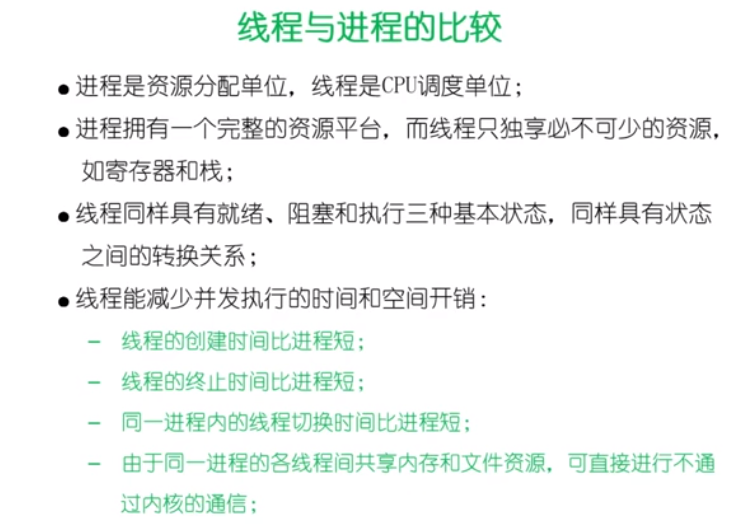 线程与进程的比较
● 进程是资源分配单位，线程是CPU调度单位；
● 进程拥有一个完整的资源平台，而线程只独享必不可少的资源，
如寄存器和栈；
● 线程同样具有就绪、阻塞和执行三种基本状态，同样具有状态
之间的转换关系；
● 线程能减少并发执行的时间和空间开销：
– 线程的创建时间比进程短；
– 线程的终止时间比进程短；
– 同一进程内的线程切换时间比进程短；
– 由于同一进程的各线程间共享内存和文件资源，可直接进行不通
过内核的通信；